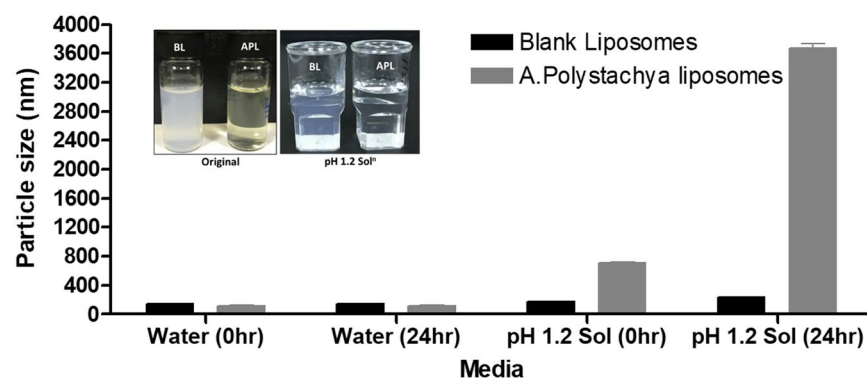 4000
3600
3200
2800
2400
2000
1600
1200
800
400
0
Particle size (nm)
BL APL
Original
BL APL
pH 1.2 Solⁿ
Blank Liposomes
A.Polystachya liposomes
Water (0hr) Water (24hr) pH 1.2 Sol (0hr) pH 1.2 Sol (24hr)
Media